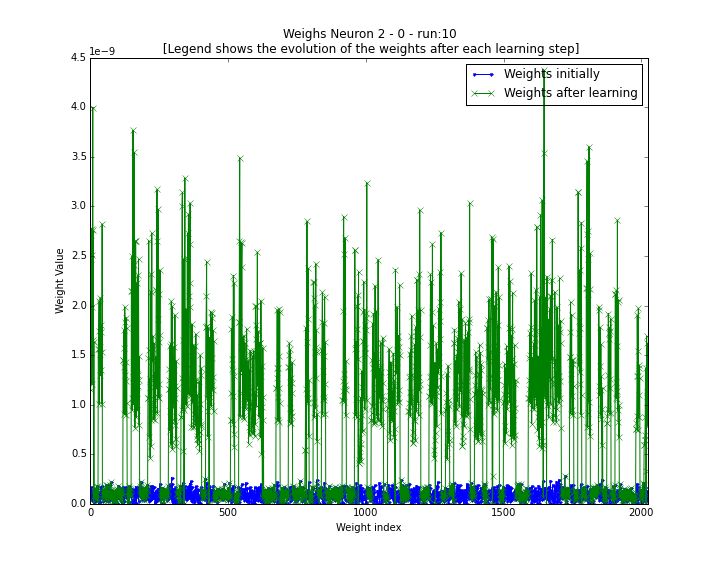 Weighs Neuron 2 - 0 - run:10
[Legend shows the evolution of the weights after each learning step]
1e−9
Weights initially
Weights after learning
4.5
4.0
3.5
3.0
2.5
2.0
1.5
1.0
0.5
0.0
Weight Value
0
500
1000
1500
2000
Weight index